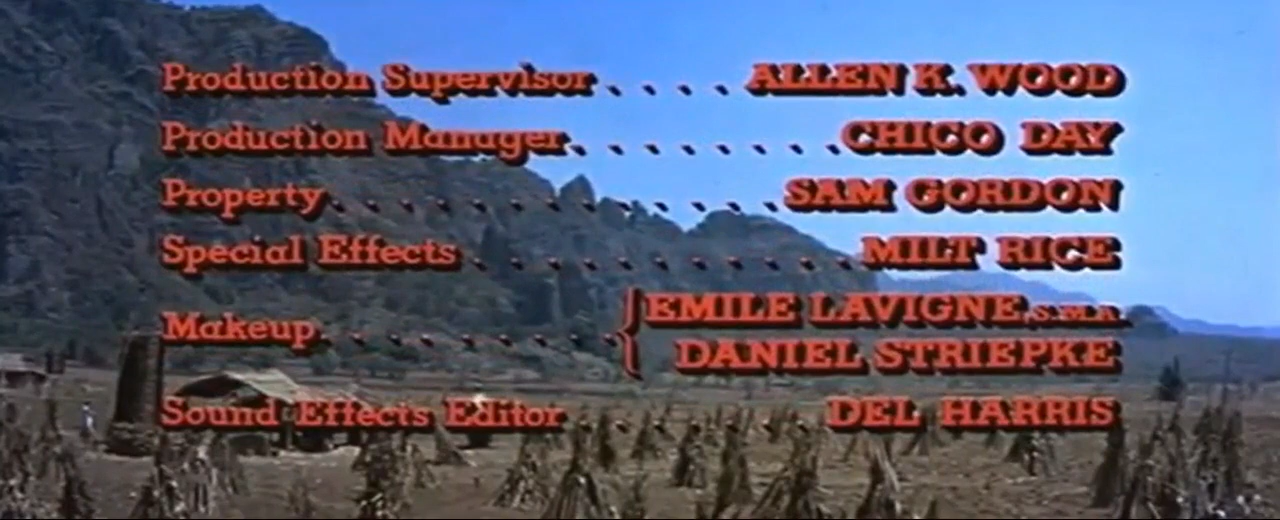 Production Supervisor . . . . ALLEN K. WOOD
Production Manager . . . . . . . . CHICO DAY
Property . . . . . . . . . . . . . SAM GORDON
Special Effects . . . . . . . . . . . MILT RICE
Makeup . . . . . . . . . { EMILE LAVIGNE, S.M.A.
DANIEL STRIEPKE
Sound Effects Editor . . . . . . . DEL HARRIS